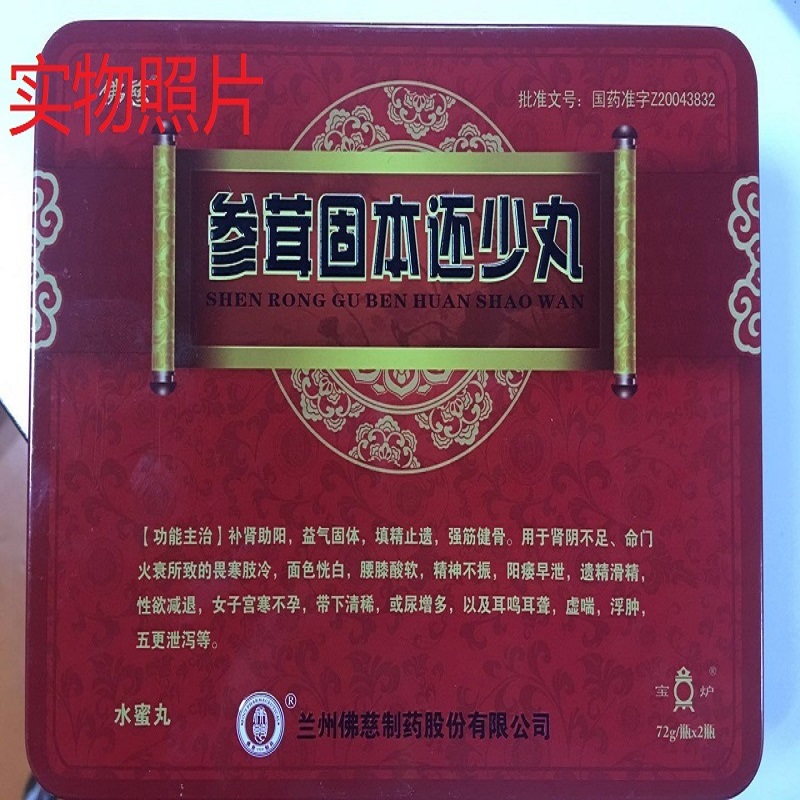 实物照片
佛慈
批准文号：国药准字Z20043832
参茸固本还少丸
SHEN RONG GU BEN HUAN SHAO WAN
【功能主治】补肾助阳，益气固体，填精止遗，强筋健骨。用于肾阴不足、命门
火衰所致的畏寒肢冷，面色㿠白，腰膝酸软，精神不振，阳痿早泄，遗精滑精，
性欲减退，女子宫寒不孕，带下清稀，或尿增多，以及耳鸣耳聋，虚喘，浮肿，
五更泄泻等。
宝炉®
水蜜丸
®
兰州佛慈制药股份有限公司
72g/瓶x2瓶